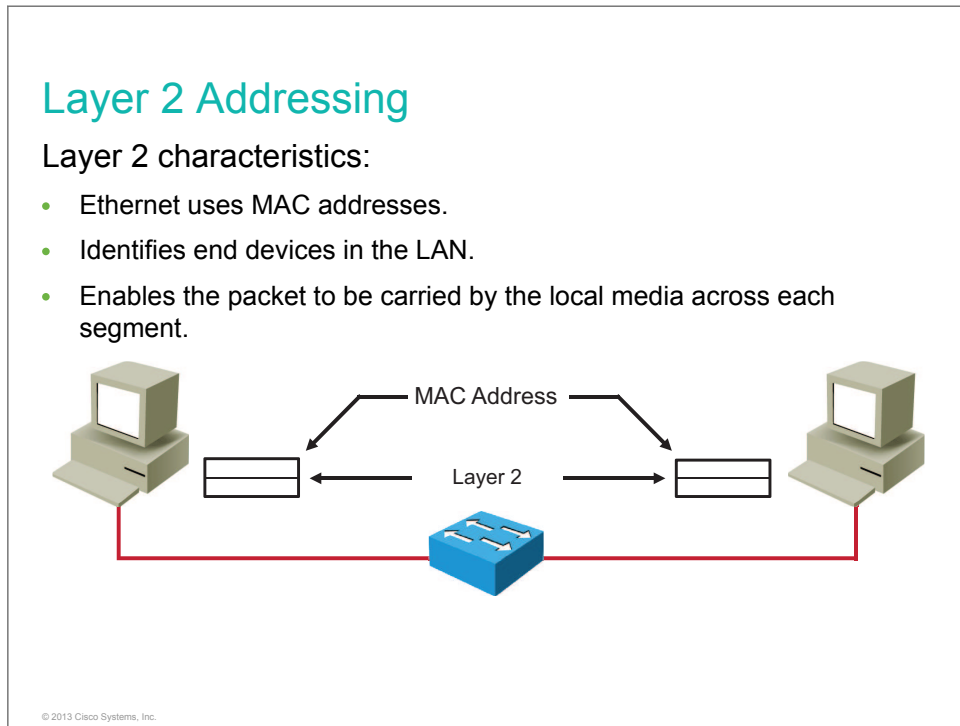 Layer 2 Addressing
Layer 2 characteristics:
• Ethernet uses MAC addresses.
• Identifies end devices in the LAN.
• Enables the packet to be carried by the local media across each
segment.
MAC Address
Layer 2
© 2013 Cisco Systems, Inc.